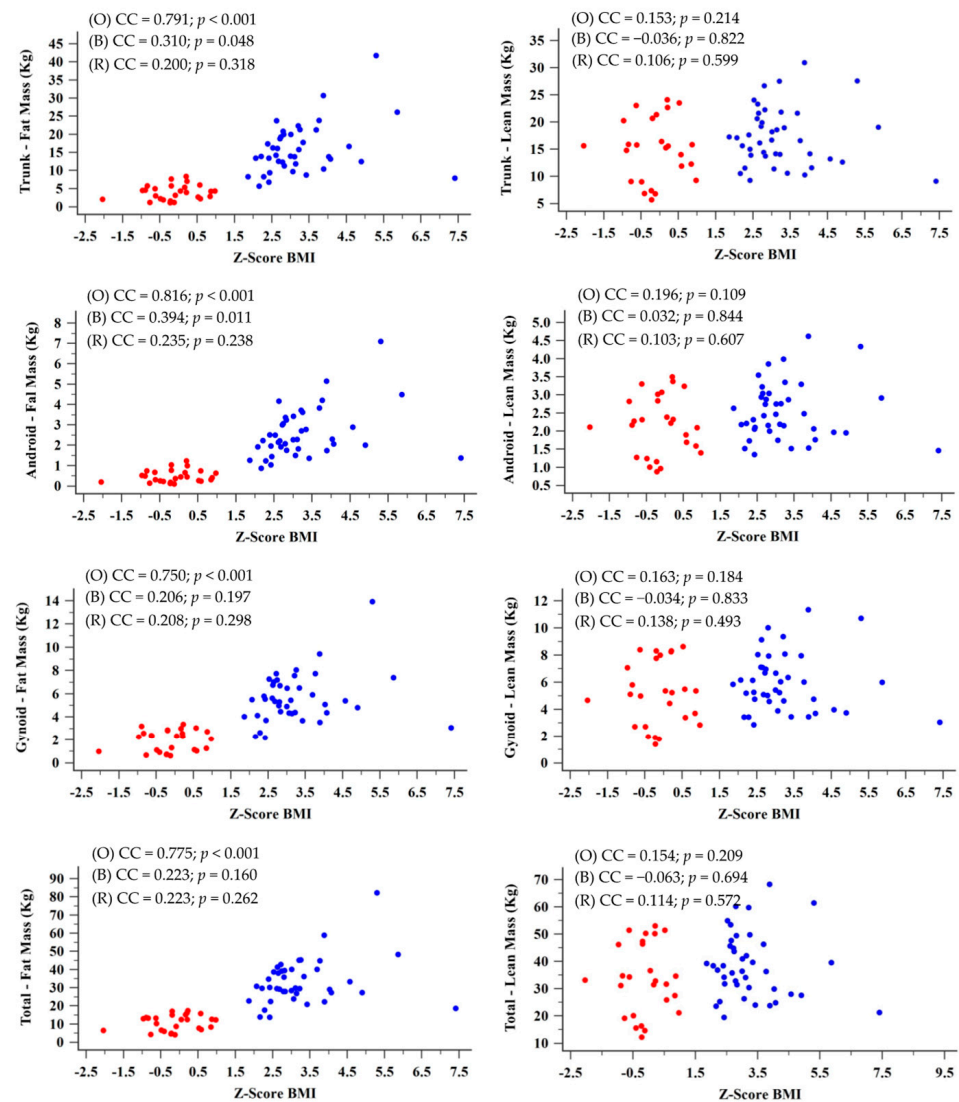 (O) CC = 0.791; p < 0.001
(B) CC = 0.310; p = 0.048
(R) CC = 0.200; p = 0.318
Trunk - Fat Mass (Kg)
45
40
35
30
25
20
15
10
5
0
-2.5 -1.5 -0.5 0.5 1.5 2.5 3.5 4.5 5.5 6.5 7.5
Z-Score BMI
(O) CC = 0.153; p = 0.214
(B) CC = −0.036; p = 0.822
(R) CC = 0.106; p = 0.599
Trunk - Lean Mass (Kg)
35
30
25
20
15
10
5
-2.5 -1.5 -0.5 0.5 1.5 2.5 3.5 4.5 5.5 6.5 7.5
Z-Score BMI
(O) CC = 0.816; p < 0.001
(B) CC = 0.394; p = 0.011
(R) CC = 0.235; p = 0.238
Android - Fal Mass (Kg)
8
7
6
5
4
3
2
1
0
-2.5 -1.5 -0.5 0.5 1.5 2.5 3.5 4.5 5.5 6.5 7.5
Z-Score BMI
(O) CC = 0.196; p = 0.109
(B) CC = 0.032; p = 0.844
(R) CC = 0.103; p = 0.607
Android - Lean Mass (Kg)
5.0
4.5
4.0
3.5
3.0
2.5
2.0
1.5
1.0
0.5
-2.5 -1.5 -0.5 0.5 1.5 2.5 3.5 4.5 5.5 6.5 7.5
Z-Score BMI
(O) CC = 0.750; p < 0.001
(B) CC = 0.206; p = 0.197
(R) CC = 0.208; p = 0.298
Gynoid - Fat Mass (Kg)
14
12
10
8
6
4
2
0
-2.5 -1.5 -0.5 0.5 1.5 2.5 3.5 4.5 5.5 6.5 7.5
Z-Score BMI
(O) CC = 0.163; p = 0.184
(B) CC = −0.034; p = 0.833
(R) CC = 0.138; p = 0.493
Gynoid - Lean Mass (Kg)
12
10
8
6
4
2
0
-2.5 -1.5 -0.5 0.5 1.5 2.5 3.5 4.5 5.5 6.5 7.5
Z-Score BMI
(O) CC = 0.775; p < 0.001
(B) CC = 0.223; p = 0.160
(R) CC = 0.223; p = 0.262
Total - Fat Mass (Kg)
90
80
70
60
50
40
30
20
10
0
-2.5 -1.5 -0.5 0.5 1.5 2.5 3.5 4.5 5.5 6.5 7.5
Z-Score BMI
(O) CC = 0.154; p = 0.209
(B) CC = −0.063; p = 0.694
(R) CC = 0.114; p = 0.572
Total - Lean Mass (Kg)
70
60
50
40
30
20
10
-2.5 -0.5 1.5 3.5 5.5 7.5 9.5
Z-Score BMI